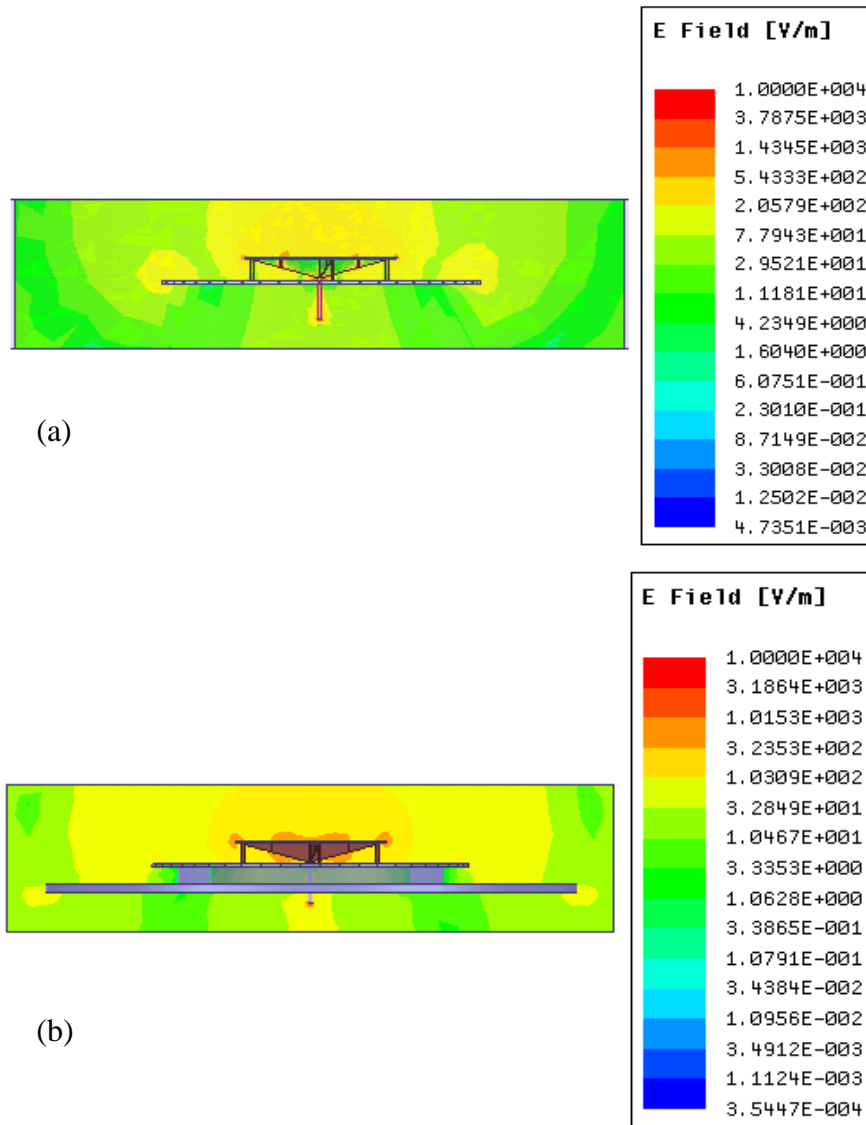 E Field [V/m]
1.0000E+004
3.7875E+003
1.4345E+003
5.4333E+002
2.0579E+002
7.7943E+001
2.9521E+001
1.1181E+001
4.2349E+000
1.6040E+000
6.0751E-001
2.3010E-001
8.7149E-002
3.3008E-002
1.2502E-002
4.7351E-003
(a)
E Field [V/m]
1.0000E+004
3.1864E+003
1.0153E+003
3.2353E+002
1.0309E+002
3.2849E+001
1.0467E+001
3.3353E+000
1.0628E+000
3.3865E-001
1.0791E-001
3.4384E-002
1.0956E-002
3.4912E-003
1.1124E-003
3.5447E-004
(b)